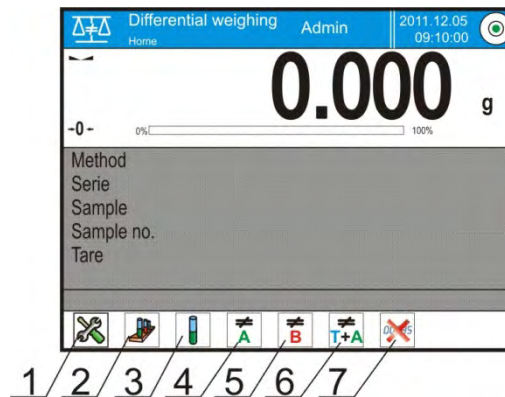 Differential weighing
Home
Admin
2011.12.05
09:10:00
0.000 g
-0-
0%
100%
Method
Serie
Sample
Sample no.
Tare
≠ A
≠ B
≠ T+A
1 2 3 4 5 6 7